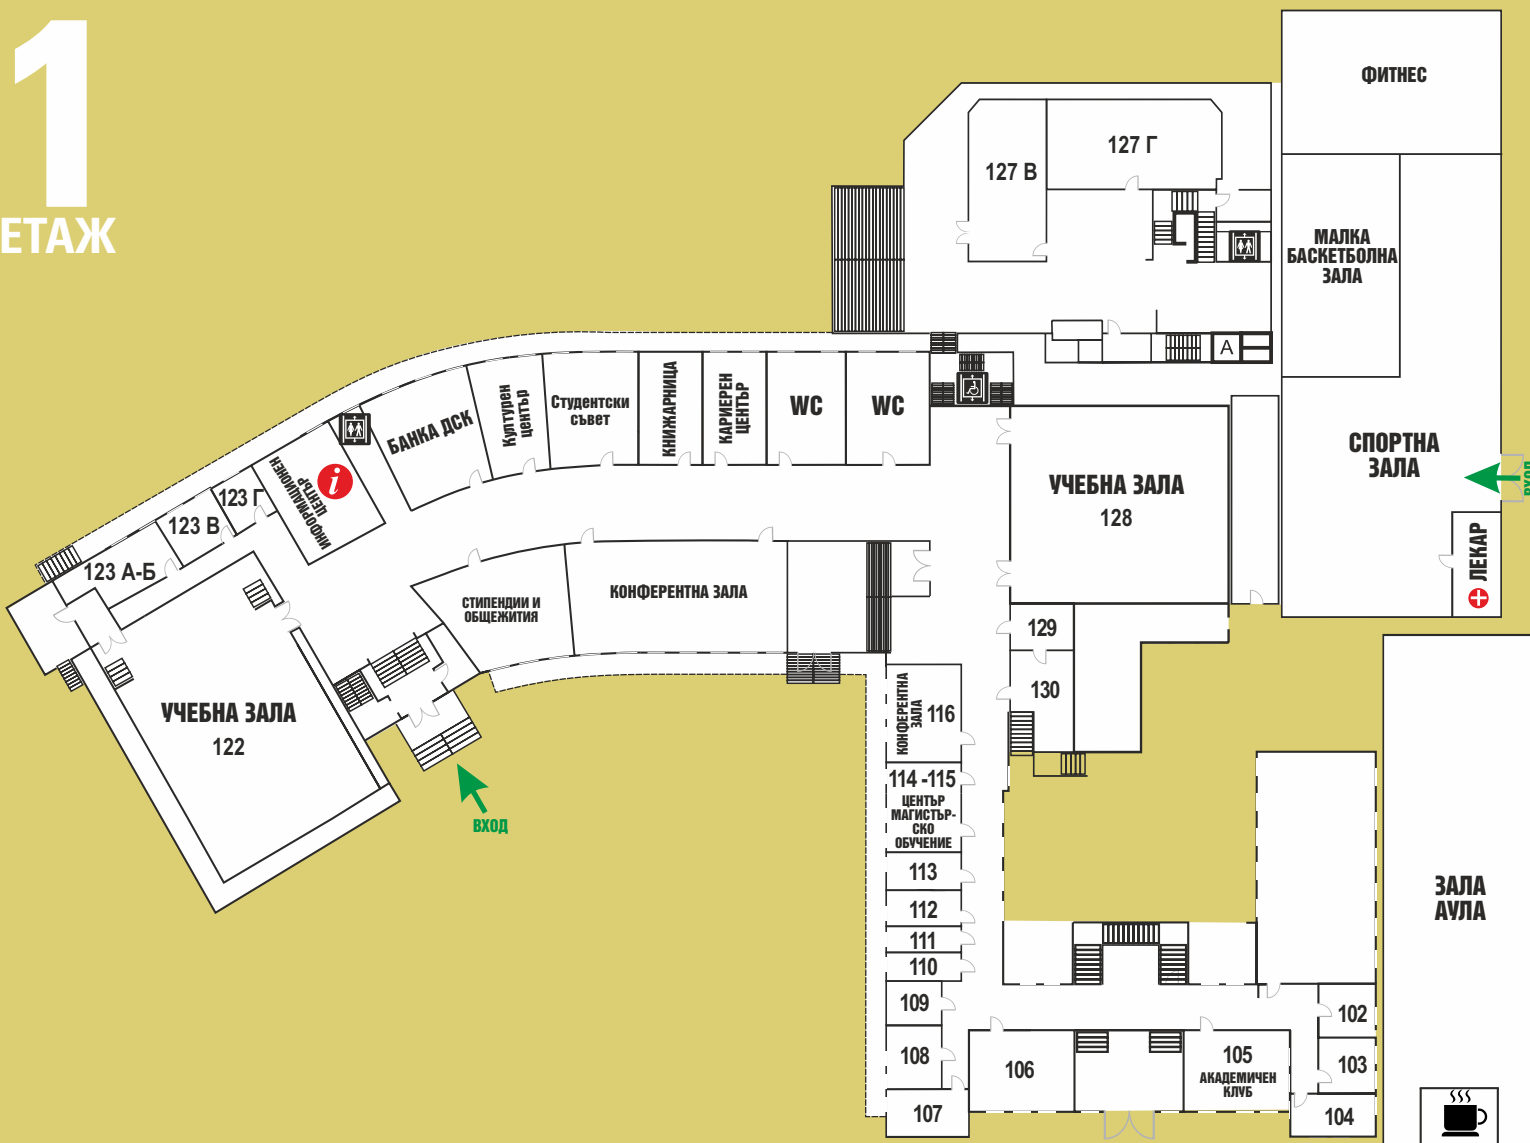 1
ЕТАЖ
ФИТНЕС
127 В
127 Г
МАЛКА
БАСКЕТБОЛНА
ЗАЛА
А
СПОРТНА
ЗАЛА
ВХОД
ЛЕКАР
УЧЕБНА ЗАЛА
128
WC
WC
КАРИЕРЕН
ЦЕНТЪР
КНИЖАРНИЦА
Студентски
съвет
Културен
център
БАНКА ДСК
ИНФОРМАЦИОНЕН
ЦЕНТЪР
i
123 Г
123 В
123 А-Б
СТИПЕНДИИ И
ОБЩЕЖИТИЯ
КОНФЕРЕНТНА ЗАЛА
УЧЕБНА ЗАЛА
122
ВХОД
129
130
КОНФЕРЕНТНА
ЗАЛА
116
114 -115
ЦЕНТЪР
МАГИСТЪР-
СКО
ОБУЧЕНИЕ
113
112
111
110
109
108
107
106
105
АКАДЕМИЧЕН
КЛУБ
102
103
104
ЗАЛА
АУЛА